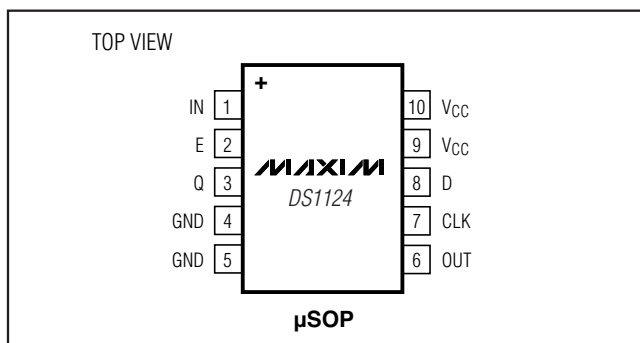 TOP VIEW
+
IN 1
E 2
Q 3
GND 4
GND 5
MAXIM
DS1124
10 VCC
9 VCC
8 D
7 CLK
6 OUT
µSOP